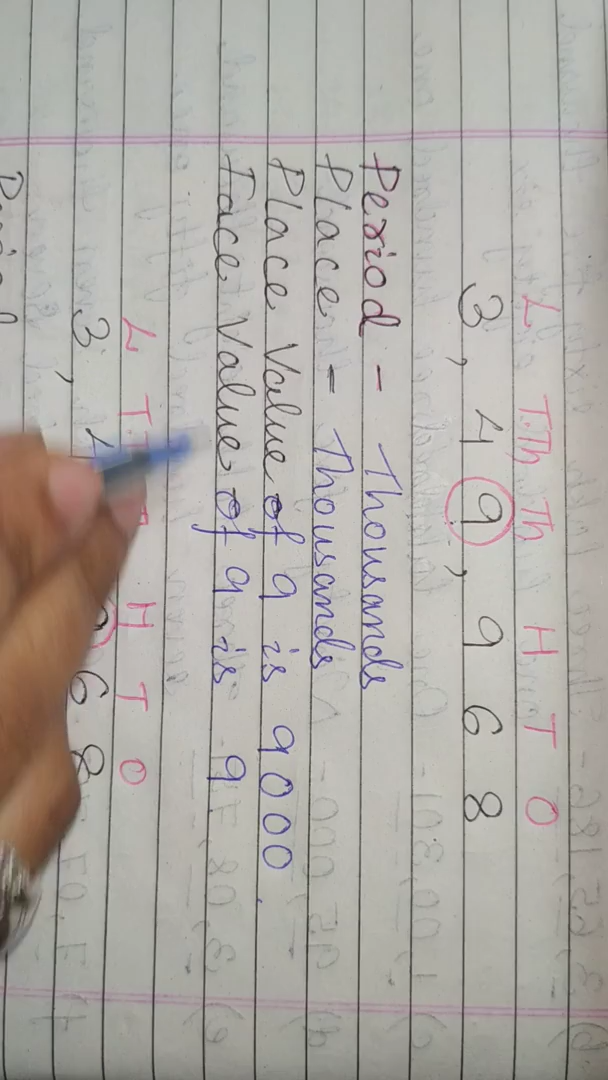 L T.Th Th H T O
3, 4 9, 9 6 8
Period - Thousands
Place - Thousands
Place Value of 9 is 9000.
Face Value of 9 is 9
L T H T O
3, 4 6 8